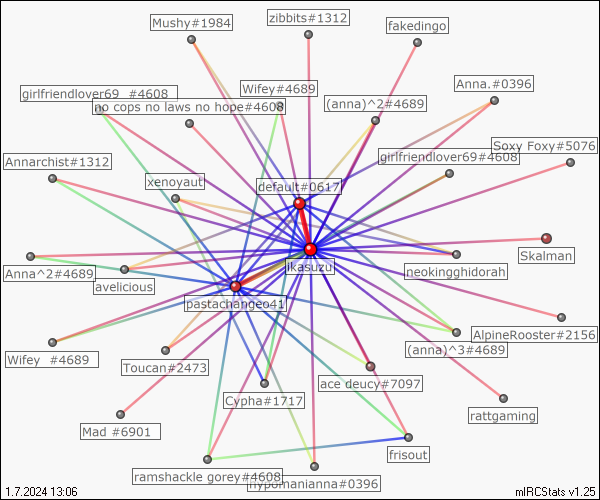 Mushy#1984
zibbits#1312
fakedingo
girlfriendlover69__#4608
Wifey#4689
Anna.#0396
no cops no laws no hope#4608
(anna)^2#4689
Annarchist#1312
girlfriendlover69#4608
Soxy Foxy#5076
xenoyaut
default#0617
ikasuzu
Skalman
Anna^2#4689
avelicious
neokingghidorah
pastachangeo41
AlpineRooster#2156
Wifey__#4689
Toucan#2473
(anna)^3#4689
Cypha#1717
ace deucy#7097
rattgaming
Mad #6901
frisout
ramshackle gorey#4608
hypomanianna#0396
1.7.2024 13:06
mIRCStats v1.25